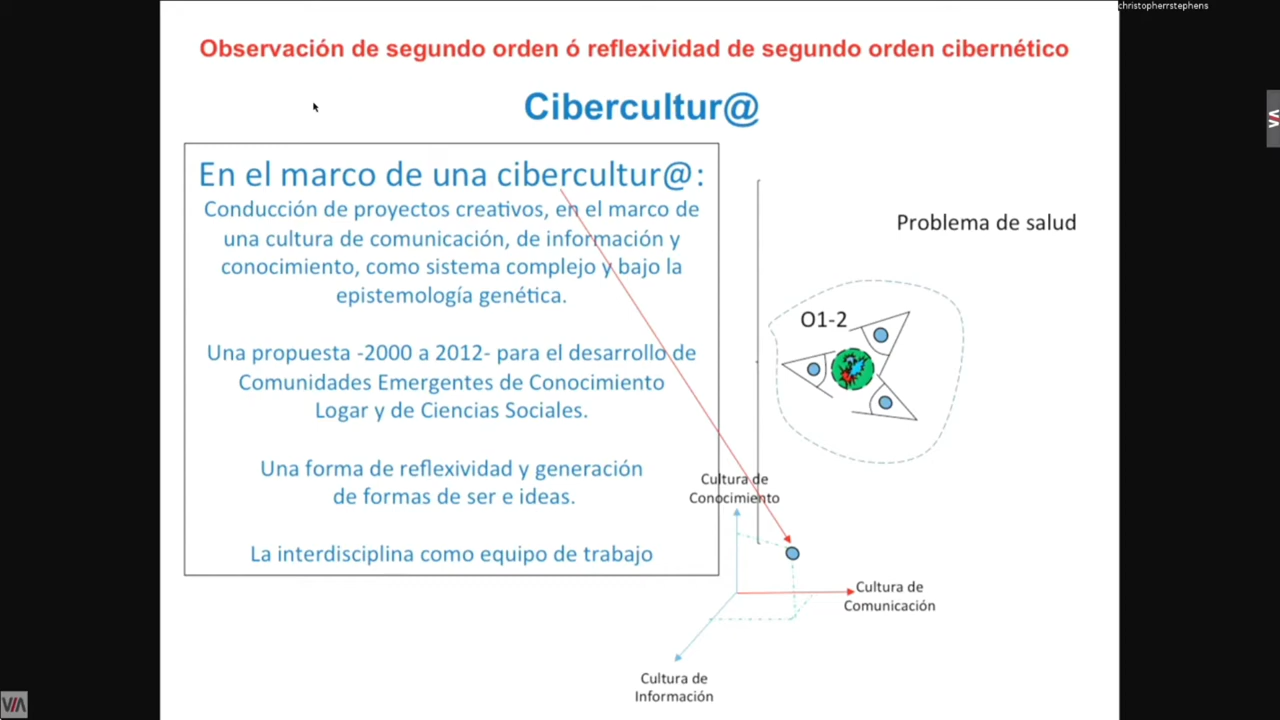 christopherrstephens
Observación de segundo orden ó reflexividad de segundo orden cibernético
Cibercultur@
En el marco de una cibercultur@:
Conducción de proyectos creativos, en el marco de
una cultura de comunicación, de información y
conocimiento, como sistema complejo y bajo la
epistemología genética.
Una propuesta -2000 a 2012- para el desarrollo de
Comunidades Emergentes de Conocimiento
Logar y de Ciencias Sociales.
Una forma de reflexividad y generación
de formas de ser e ideas.
La interdisciplina como equipo de trabajo
Problema de salud
O1-2
Cultura de
Conocimiento
Cultura de
Comunicación
Cultura de
Información
VIA